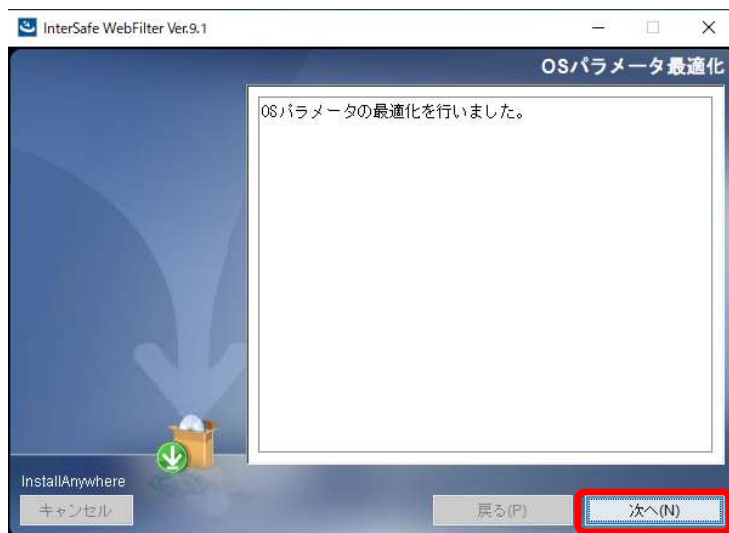 InterSafe WebFilter Ver.9.1
OSパラメータ最適化
OSパラメータの最適化を行いました。
InstallAnywhere
キャンセル
戻る(P)
次へ(N)